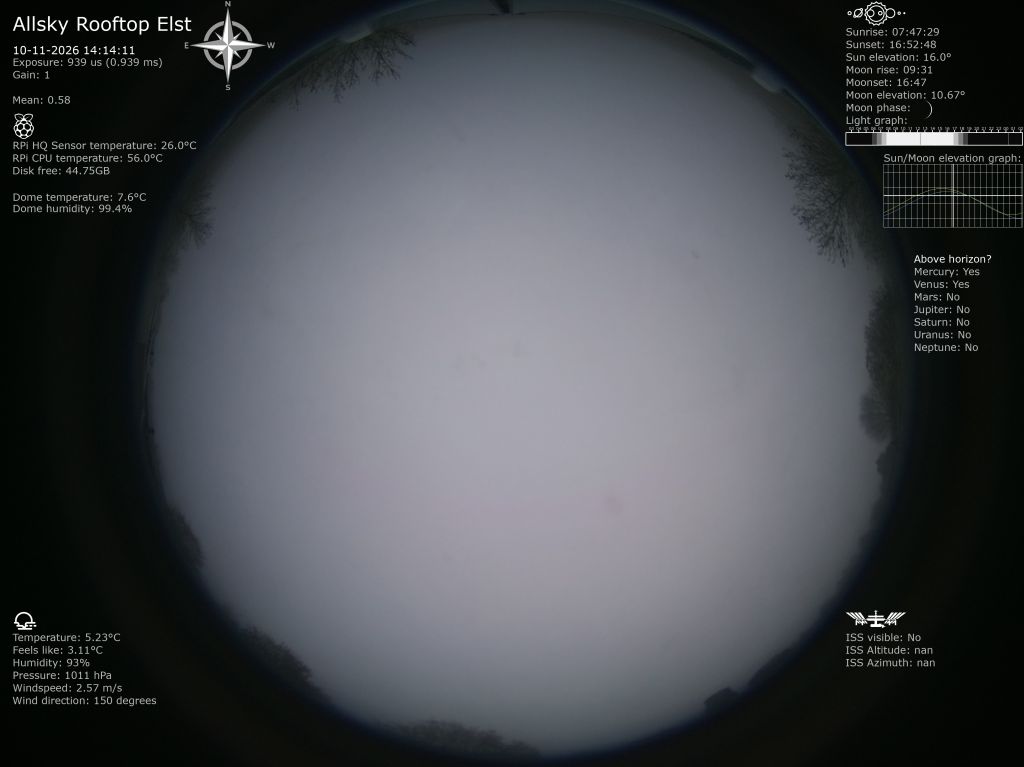 Allsky Rooftop Elst
10-11-2026 14:14:11
Exposure: 939 us (0.939 ms)
Gain: 1
Mean: 0.58
RPi HQ Sensor temperature: 26.0°C
RPi CPU temperature: 56.0°C
Disk free: 44.75GB
Dome temperature: 7.6°C
Dome humidity: 99.4%
N
E
W
S
Sunrise: 07:47:29
Sunset: 16:52:48
Sun elevation: 16.0°
Moon rise: 09:31
Moonset: 16:47
Moon elevation: 10.67°
Moon phase:
Light graph:
Sun/Moon elevation graph:
Above horizon?
Mercury: Yes
Venus: Yes
Mars: No
Jupiter: No
Saturn: No
Uranus: No
Neptune: No
Temperature: 5.23°C
Feels like: 3.11°C
Humidity: 93%
Pressure: 1011 hPa
Windspeed: 2.57 m/s
Wind direction: 150 degrees
ISS visible: No
ISS Altitude: nan
ISS Azimuth: nan